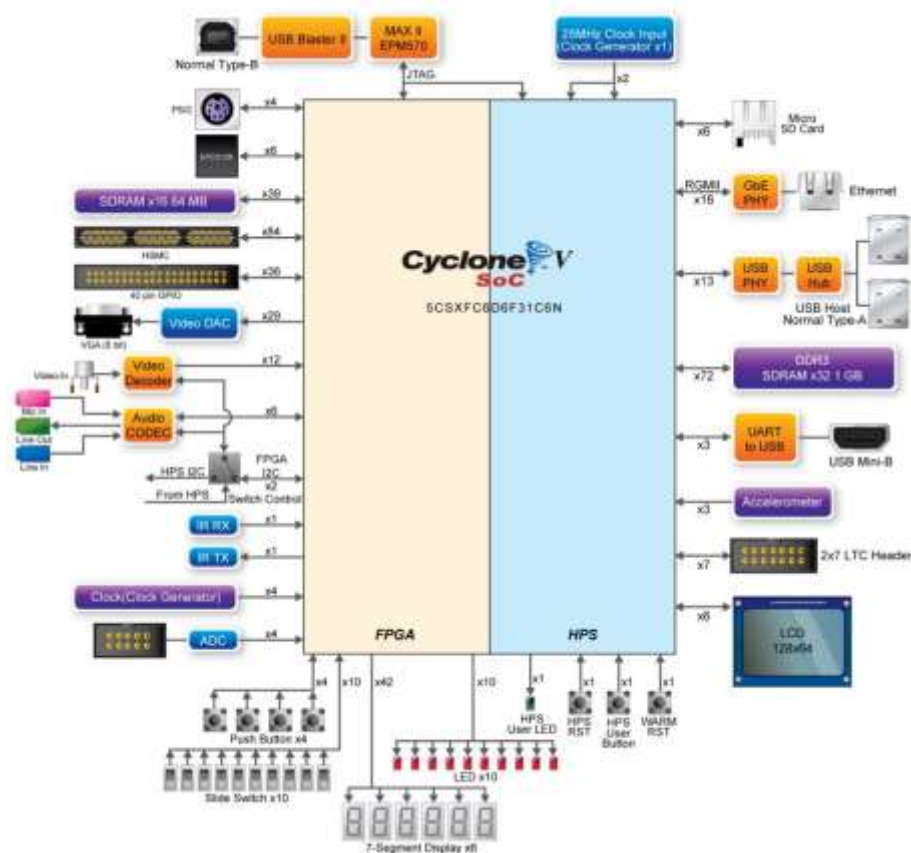 Normal Type-B
USB Blaster II
MAX II
EPM570
25MHz Clock Input
(Clock Generator x1)
JTAG
x2
PS2
x4
x6
SDRAM x16 64 MB
x39
HSMC
x84
40 pin GPIO
x36
VGA (8 bit)
Video DAC
x29
Video In
Video
Decoder
x12
Mic In
Line Out
Line In
Audio
CODEC
x6
HPS I2C
FPGA
I2C
x2
From HPS
Switch Control
IR RX
x1
IR TX
x1
Clock(Clock Generator)
x4
ADC
x4
Cyclone V
SoC
5CSXFC6D6F31C6N
FPGA
HPS
x6
Micro
SD Card
RGMII
x16
GbE
PHY
Ethernet
x13
USB
PHY
USB
Hub
USB Host
Normal Type-A
x72
DDR3
SDRAM x32 1 GB
x3
UART
to USB
USB Mini-B
x3
Accelerometer
x7
2x7 LTC Header
x6
LCD
128x64
x4
x10
x42
x10
x1
x1
x1
x1
Push Button x4
Slide Switch x10
7-Segment Display x6
LED x10
HPS
User LED
HPS
RST
HPS
User
Button
WARM
RST